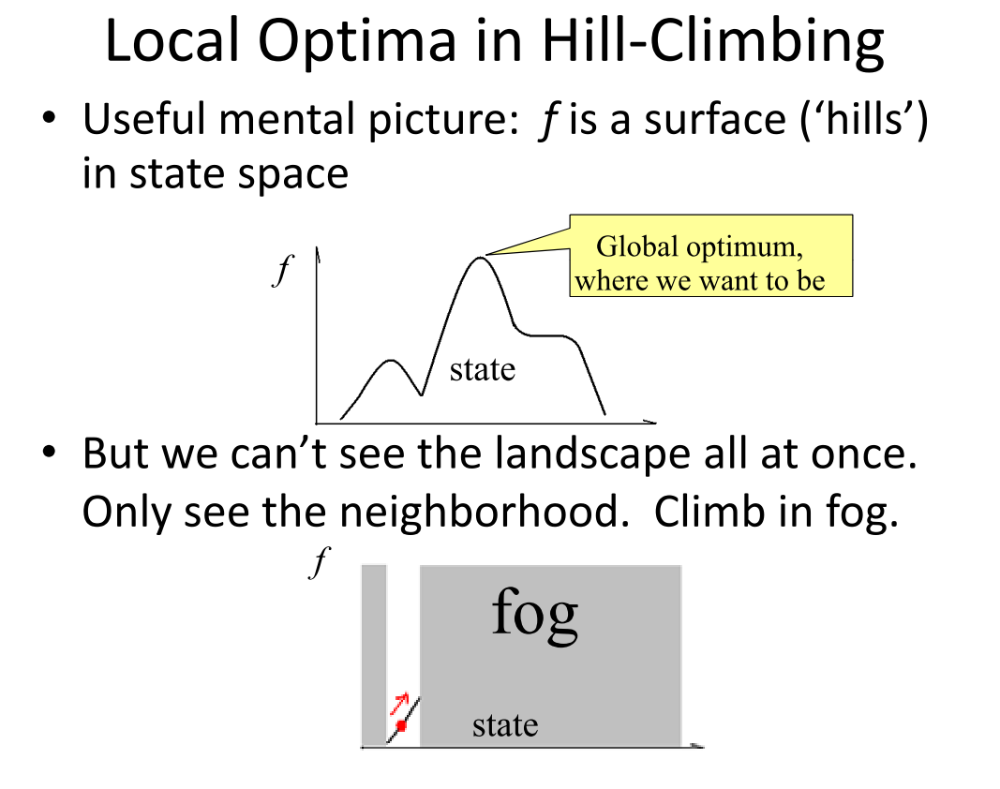 Local Optima in Hill-Climbing
• Useful mental picture: f is a surface (‘hills’)
in state space
f
Global optimum,
where we want to be
state
• But we can’t see the landscape all at once.
Only see the neighborhood. Climb in fog.
f
fog
state